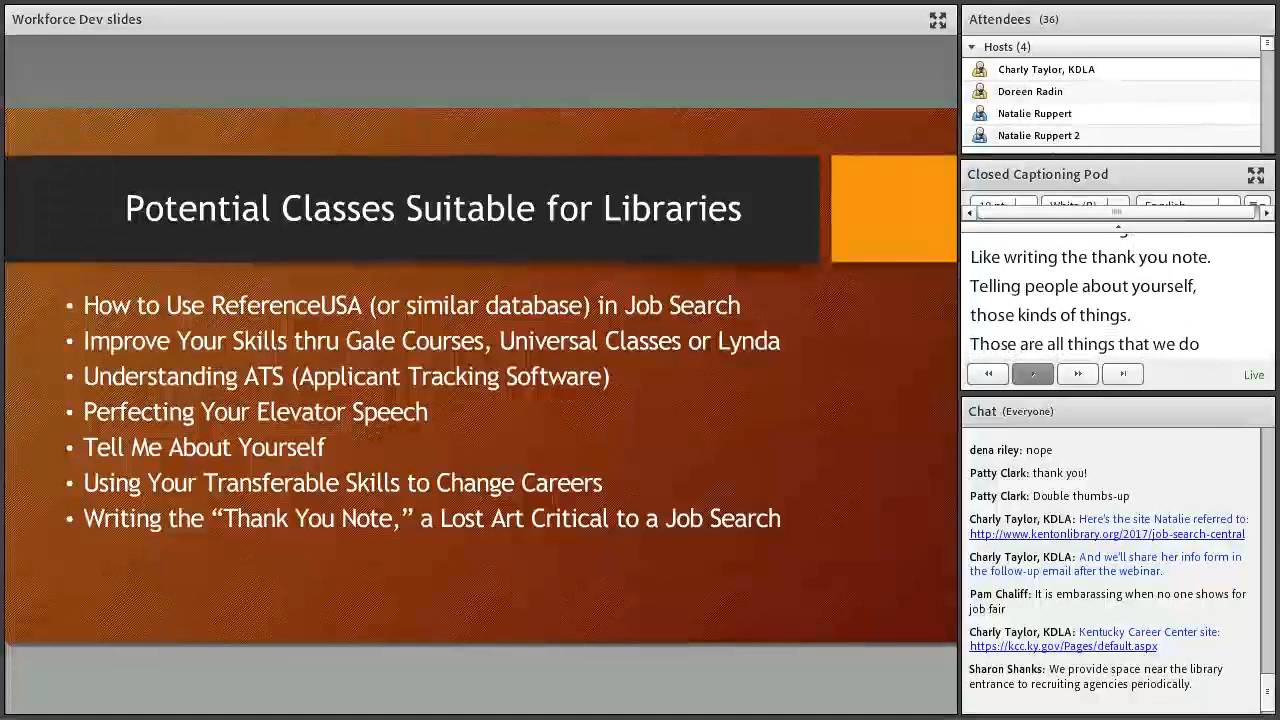 Workforce Dev slides
Potential Classes Suitable for Libraries
• How to Use ReferenceUSA (or similar database) in Job Search
• Improve Your Skills thru Gale Courses, Universal Classes or Lynda
• Understanding ATS (Applicant Tracking Software)
• Perfecting Your Elevator Speech
• Tell Me About Yourself
• Using Your Transferable Skills to Change Careers
• Writing the “Thank You Note,” a Lost Art Critical to a Job Search
Attendees (36)
Hosts (4)
Charly Taylor, KDLA
Doreen Radin
Natalie Ruppert
Natalie Ruppert 2
Closed Captioning Pod
Like writing the thank you note.
Telling people about yourself,
those kinds of things.
Those are all things that we do
Live
Chat (Everyone)
dena riley: nope
Patty Clark: thank you!
Patty Clark: Double thumbs-up
Charly Taylor, KDLA: Here's the site Natalie referred to:
http://www.kentonlibrary.org/2017/job-search-central
Charly Taylor, KDLA: And we'll share her info form in
the follow-up email after the webinar.
Pam Chaliff: It is embarassing when no one shows for
job fair
Charly Taylor, KDLA: Kentucky Career Center site:
https://kcc.ky.gov/Pages/default.aspx
Sharon Shanks: We provide space near the library
entrance to recruiting agencies periodically.